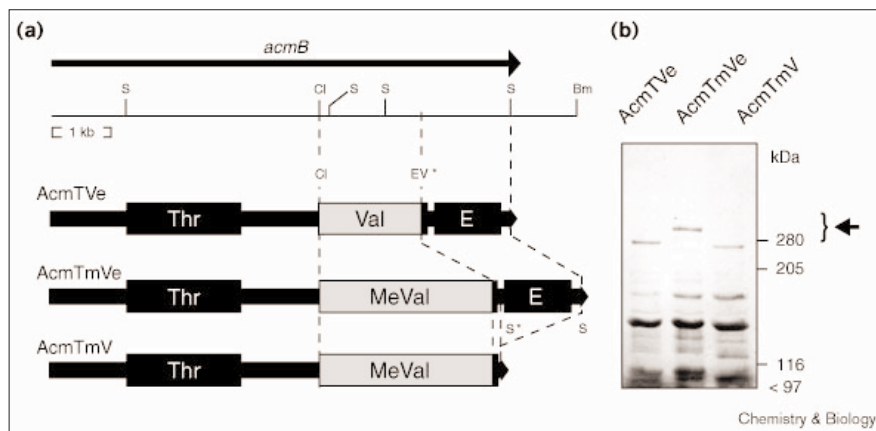 (a)
acmB
S Cl S S S Bm
1 kb
Cl EV *
AcmTVe
Thr Val E
AcmTmVe
Thr MeVal E
S * S
AcmTmV
Thr MeVal
(b)
AcmTVe AcmTmVe AcmTmV
kDa
280
205
116
< 97
Chemistry & Biology